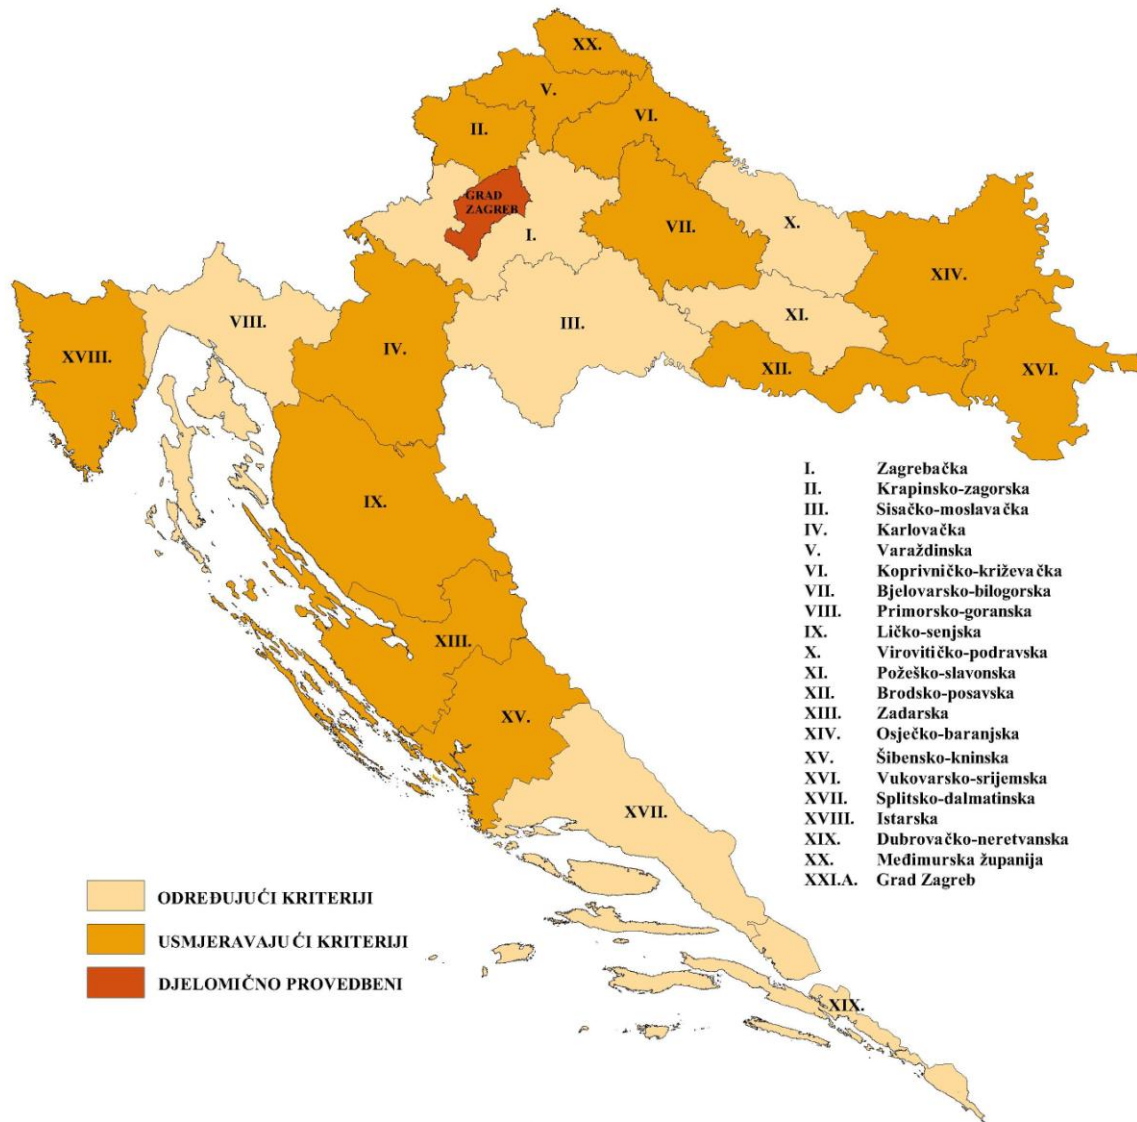 XX.
V.
VI.
II.
GRAD
ZAGREB
I.
VII.
X.
XIV.
VIII.
III.
XI.
XVIII.
IV.
XII.
XVI.
IX.
XIII.
XV.
XVII.
XIX.
I. Zagrebačka
II. Krapinsko-zagorska
III. Sisačko-moslavačka
IV. Karlovačka
V. Varaždinska
VI. Koprivničko-križevačka
VII. Bjelovarsko-bilogorska
VIII. Primorsko-goranska
IX. Ličko-senjska
X. Virovitičko-podravska
XI. Požeško-slavonska
XII. Brodsko-posavska
XIII. Zadarska
XIV. Osječko-baranjska
XV. Šibensko-kninska
XVI. Vukovarsko-srijemska
XVII. Splitsko-dalmatinska
XVIII. Istarska
XIX. Dubrovačko-neretvanska
XX. Međimurska županija
XXI.A. Grad Zagreb
ODREĐUJUĆI KRITERIJI
USMJERAVAJUĆI KRITERIJI
DJELOMIČNO PROVEDBENI